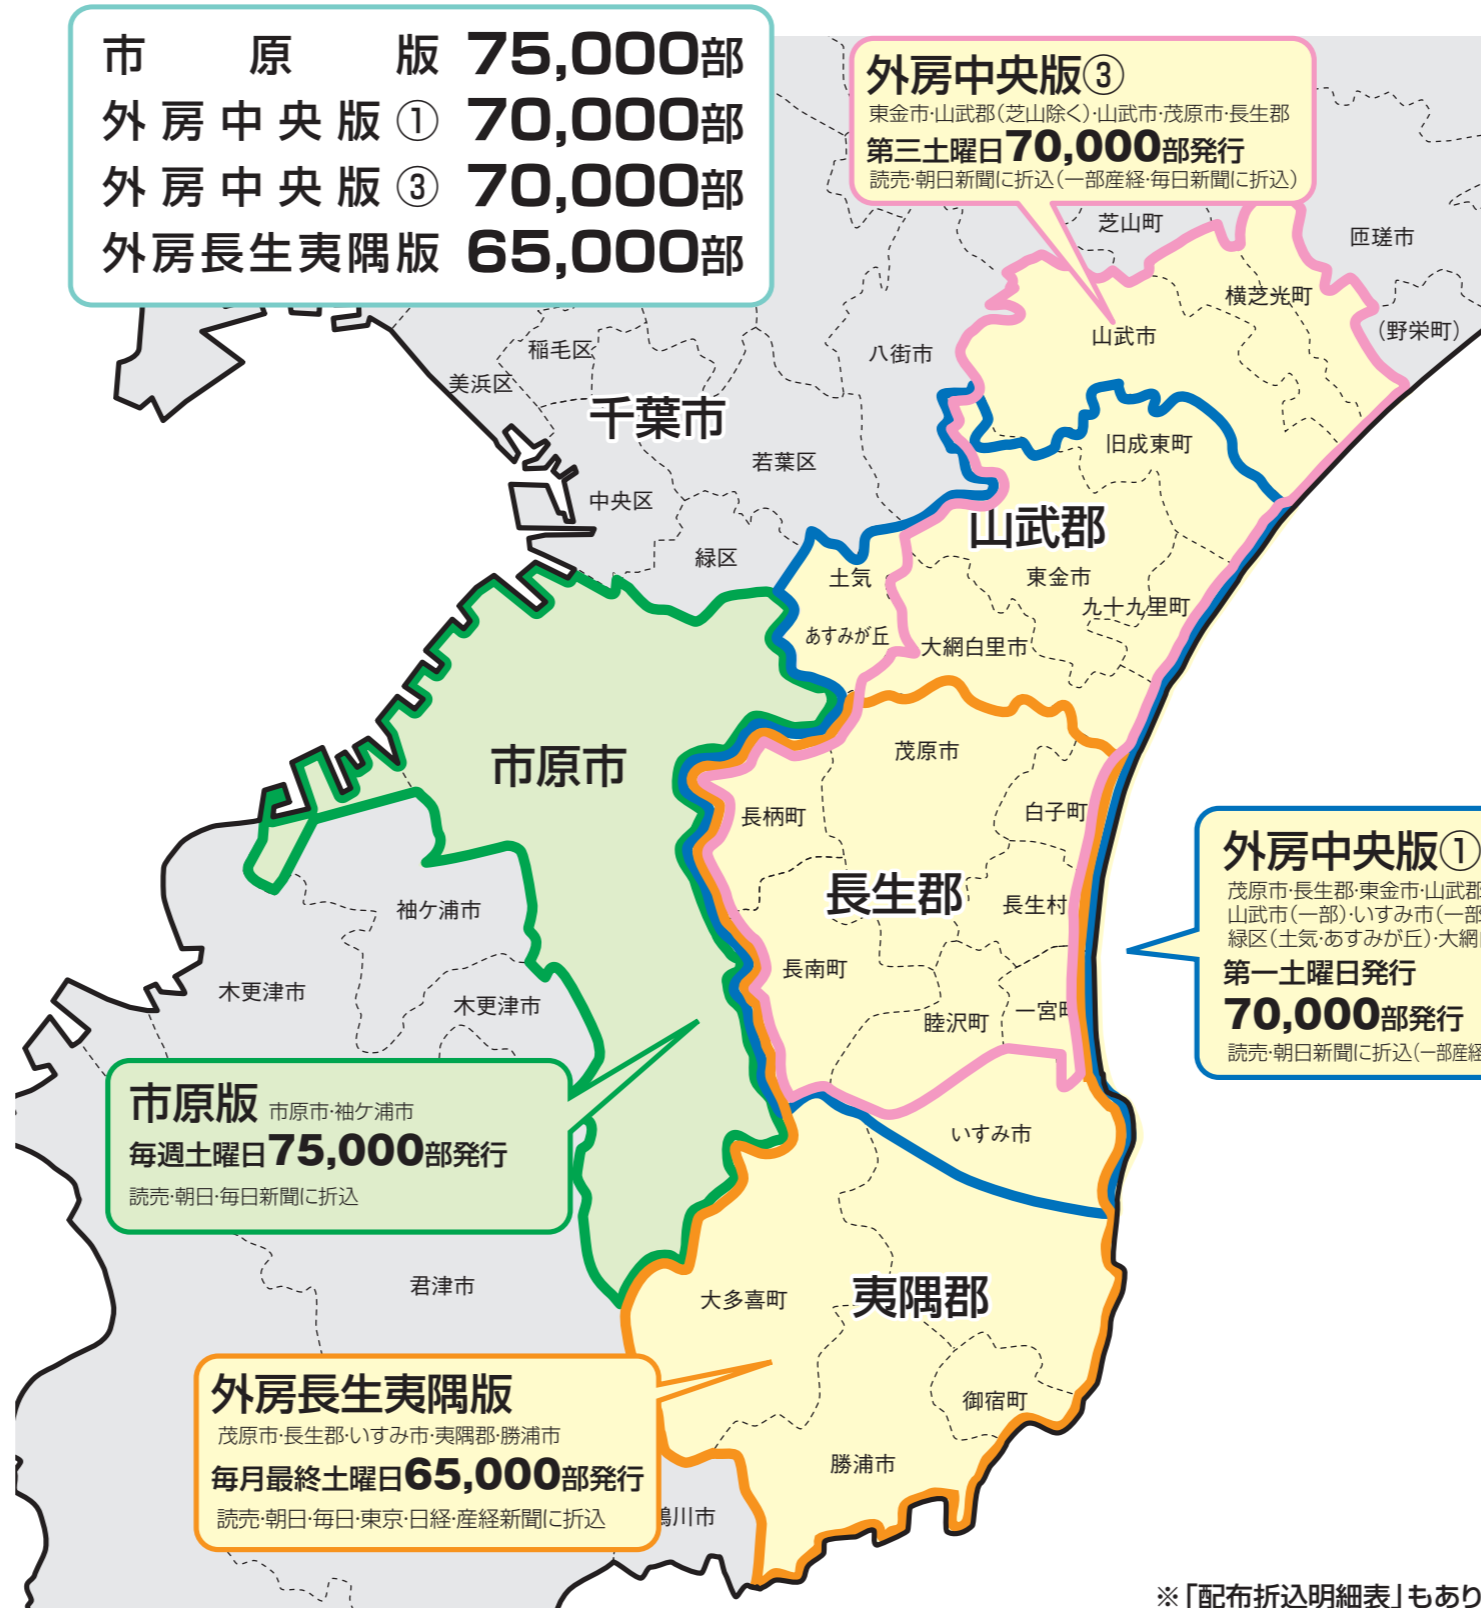 市原版 75,000部
外房中央版① 70,000部
外房中央版③ 70,000部
外房長生夷隅版 65,000部
外房中央版③
東金市・山武郡(芝山除く)・山武市・茂原市・長生郡
第三土曜日70,000部発行
読売・朝日新聞に折込(一部産経・毎日新聞に折込)
芝山町
匝瑳市
横芝光町
(野栄町)
山武市
八街市
稲毛区
美浜区
千葉市
旧成東町
若葉区
中央区
山武郡
緑区
土気
東金市
九十九里町
あすみが丘
大網白里市
市原市
茂原市
長柄町
白子町
長生郡
長生村
袖ケ浦市
長南町
木更津市
木更津市
睦沢町
一宮町
外房中央版①
茂原市・長生郡・東金市・山武郡
山武市(一部)・いすみ市(一部
緑区(土気・あすみが丘)・大網
第一土曜日発行
70,000部発行
読売・朝日新聞に折込(一部産経
市原版 市原市・袖ケ浦市
毎週土曜日75,000部発行
読売・朝日・毎日新聞に折込
いすみ市
君津市
大多喜町
夷隅郡
外房長生夷隅版
茂原市・長生郡・いすみ市・夷隅郡・勝浦市
毎月最終土曜日65,000部発行
読売・朝日・毎日・東京・日経・産経新聞に折込
御宿町
勝浦市
鴨川市
※「配布折込明細表」もあり